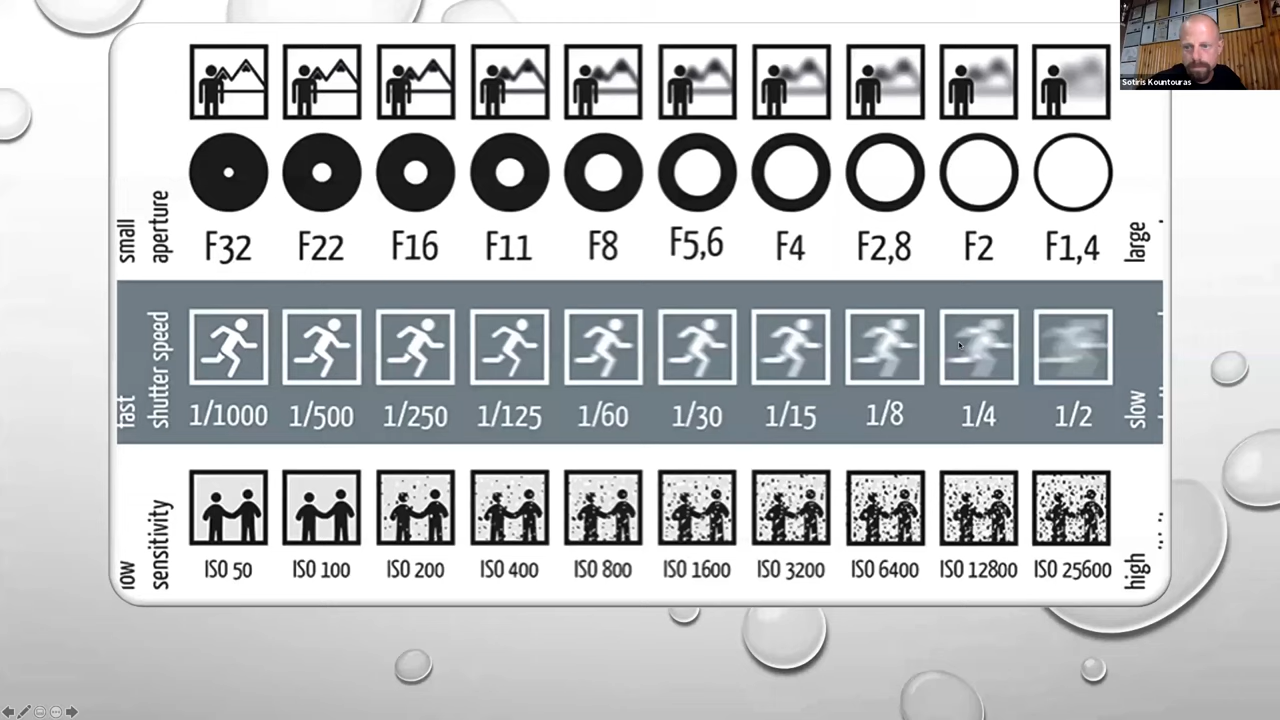 Sotiris Kountouras
small aperture
F32 F22 F16 F11 F8 F5,6 F4 F2,8 F2 F1,4
large
fast shutter speed
1/1000 1/500 1/250 1/125 1/60 1/30 1/15 1/8 1/4 1/2
slow
low sensitivity
ISO 50 ISO 100 ISO 200 ISO 400 ISO 800 ISO 1600 ISO 3200 ISO 6400 ISO 12800 ISO 25600
high